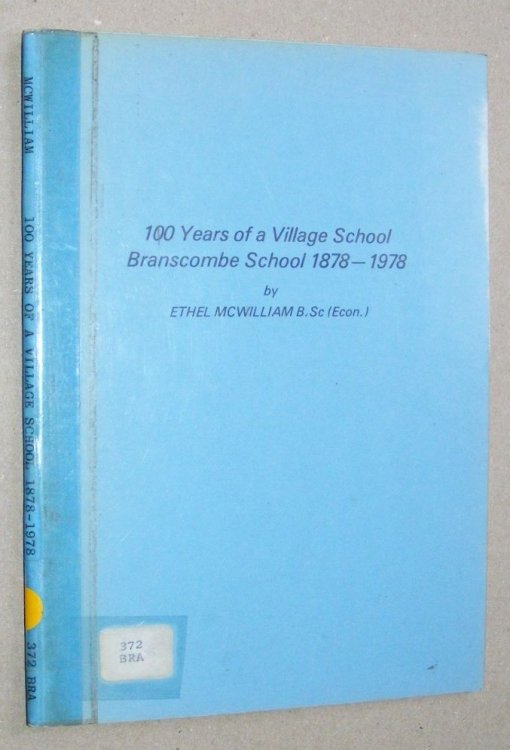 100 Years of a Village School
Branscombe School 1878—1978
by
ETHEL MCWILLIAM B.Sc (Econ.)
372
BRA
MCWILLIAM 100 YEARS OF A VILLAGE SCHOOL 1878-1978 372 BRA